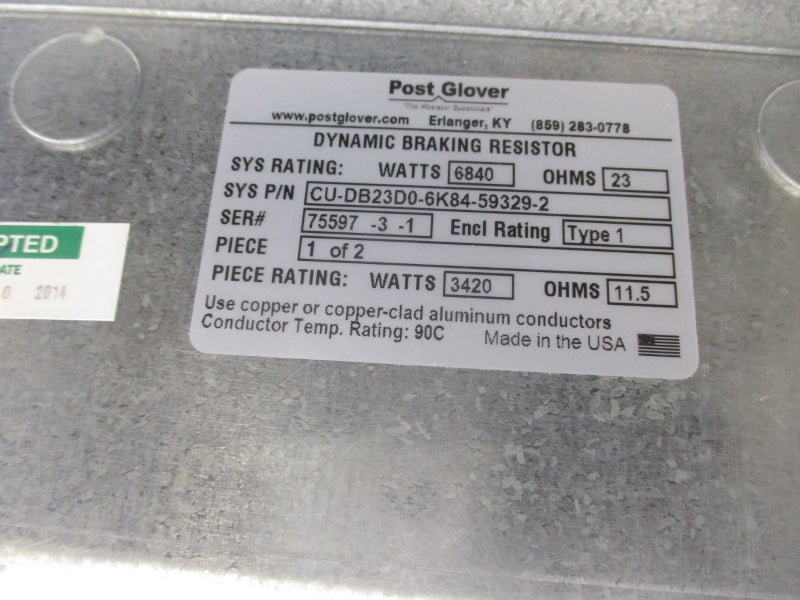 Post Glover
"The Resistor Specialists"
www.postglover.com Erlanger, KY (859) 283-0778
DYNAMIC BRAKING RESISTOR
SYS RATING: WATTS 6840 OHMS 23
SYS P/N CU-DB23D0-6K84-59329-2
SER# 75597 -3 -1 Encl Rating Type 1
PIECE 1 of 2
PIECE RATING: WATTS 3420 OHMS 11.5
Use copper or copper-clad aluminum conductors
Conductor Temp. Rating: 90C Made in the USA
PTED
ATE
0 2014